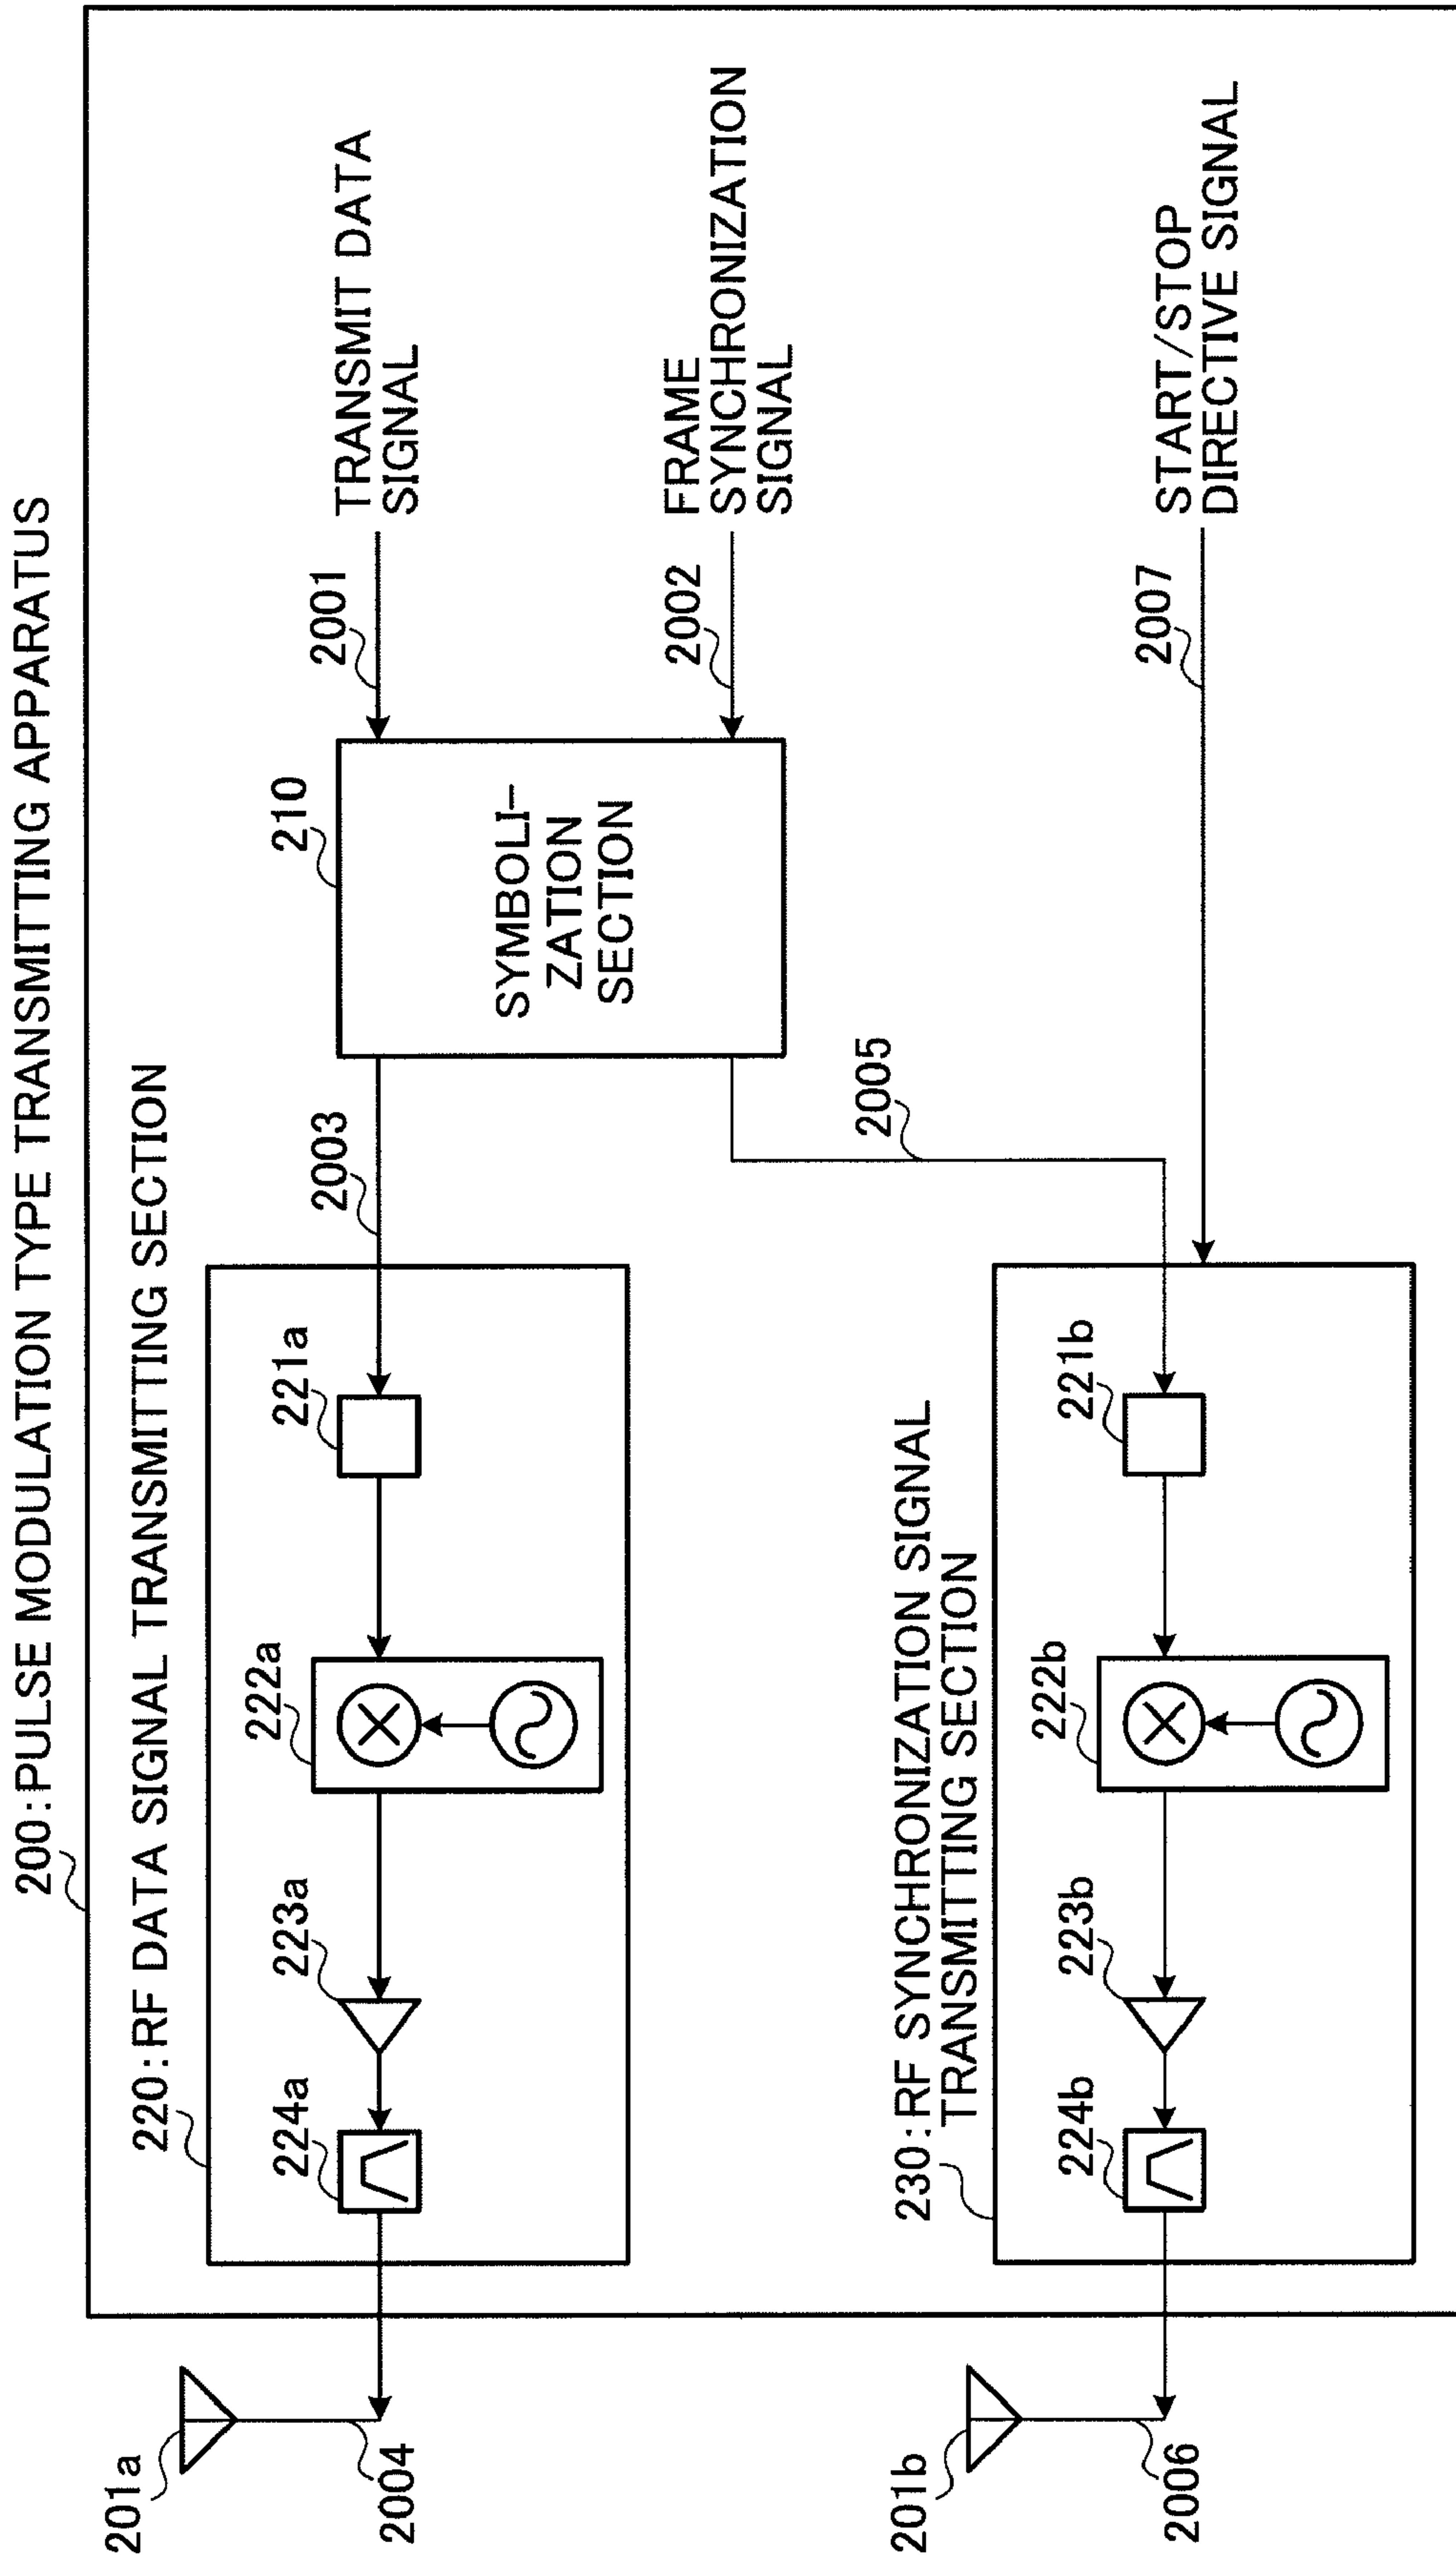 200:PULSE MODULATION TYPE TRANSMITTING APPARATUS
220:RF DATA SIGNAL TRANSMITTING SECTION
201a
224a
223a
222a
221a
2003
210
2001
TRANSMIT DATA
SIGNAL
2004
SYMBOLI-
ZATION
SECTION
2002
FRAME
SYNCHRONIZATION
SIGNAL
2005
230:RF SYNCHRONIZATION SIGNAL
TRANSMITTING SECTION
201b
224b
223b
222b
221b
2007
START/STOP
DIRECTIVE SIGNAL
2006